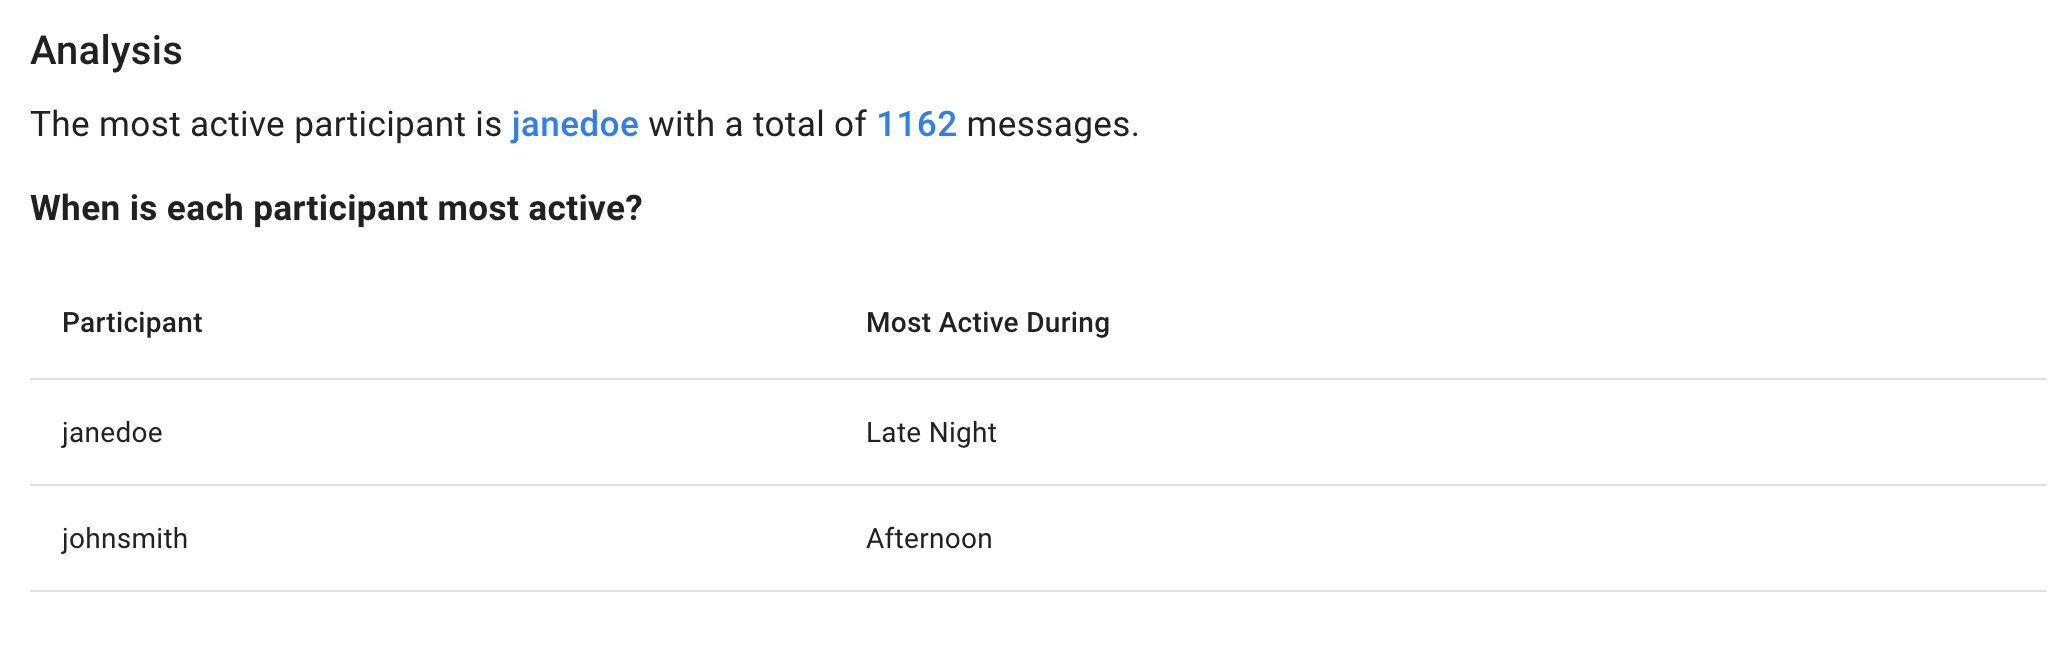 Analysis
The most active participant is janedoe with a total of 1162 messages.
When is each participant most active?
Participant Most Active During
janedoe Late Night
johnsmith Afternoon